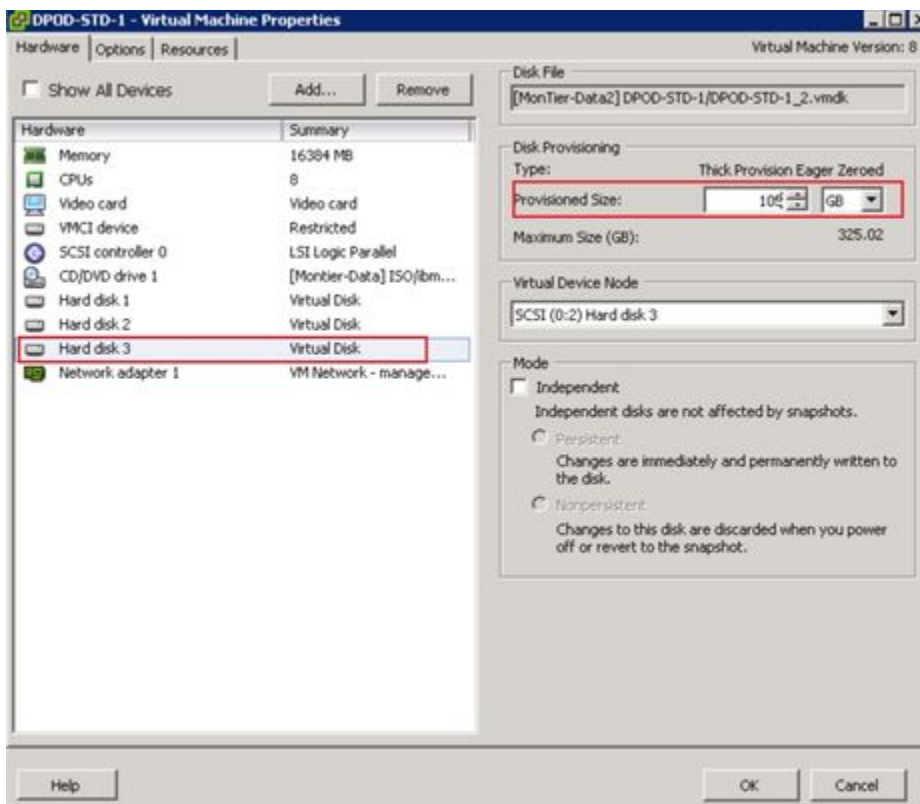 DPOD-STD-1 - Virtual Machine Properties
Hardware Options Resources
Virtual Machine Version: 8
Show All Devices
Add... Remove
Hardware Summary
Memory 16384 MB
CPUs 8
Video card Video card
VMCI device Restricted
SCSI controller 0 LSI Logic Parallel
CD/DVD drive 1 [Montier-Data] ISO/ibm...
Hard disk 1 Virtual Disk
Hard disk 2 Virtual Disk
Hard disk 3 Virtual Disk
Network adapter 1 VM Network - manage...
Disk File
[MonTier-Data2] DPOD-STD-1/DPOD-STD-1_2.vmdk
Disk Provisioning
Type: Thick Provision Eager Zeroed
Provisioned Size: GB
Maximum Size (GB): 325.02
Virtual Device Node
SCSI (0:2) Hard disk 3
Mode
Independent
Independent disks are not affected by snapshots.
Persistent
Changes are immediately and permanently written to
the disk.
Nonpersistent
Changes to this disk are discarded when you power
off or revert to the snapshot.
Help
OK Cancel